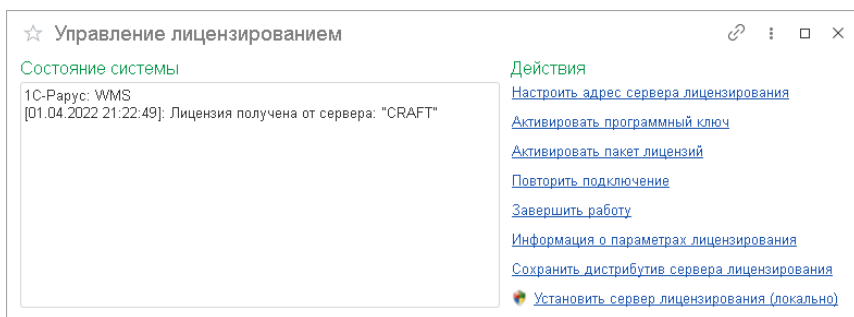 Управление лицензированием
Состояние системы
1С-Рарус: WMS
[01.04.2022 21:22:49]: Лицензия получена от сервера: "CRAFT"
Действия
Настроить адрес сервера лицензирования
Активировать программный ключ
Активировать пакет лицензий
Повторить подключение
Завершить работу
Информация о параметрах лицензирования
Сохранить дистрибутив сервера лицензирования
Установить сервер лицензирования (локально)